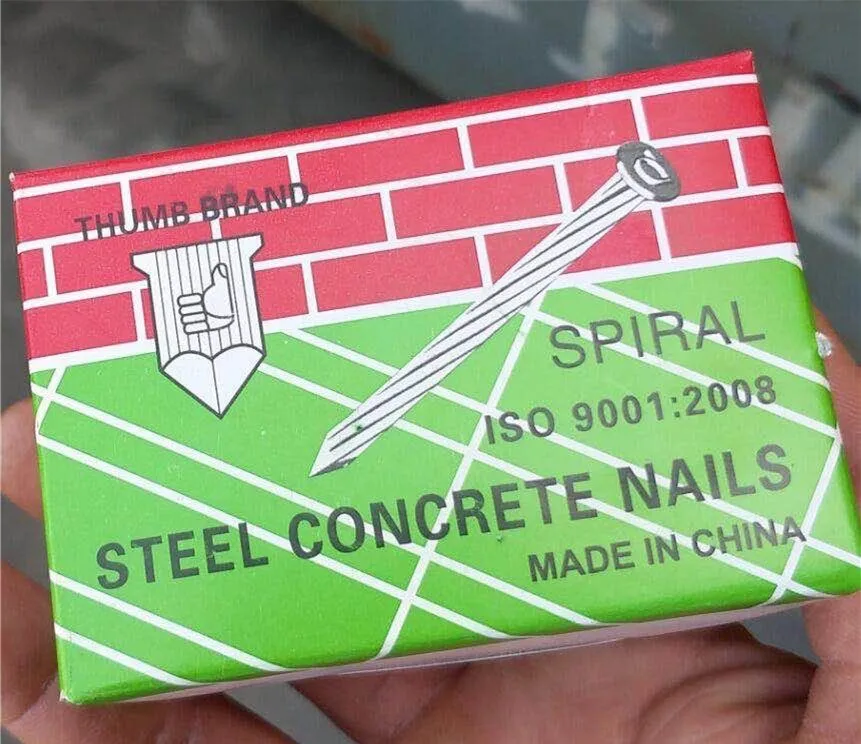 THUMB BRAND
SPIRAL
ISO 9001:2008
STEEL CONCRETE NAILS
MADE IN CHINA